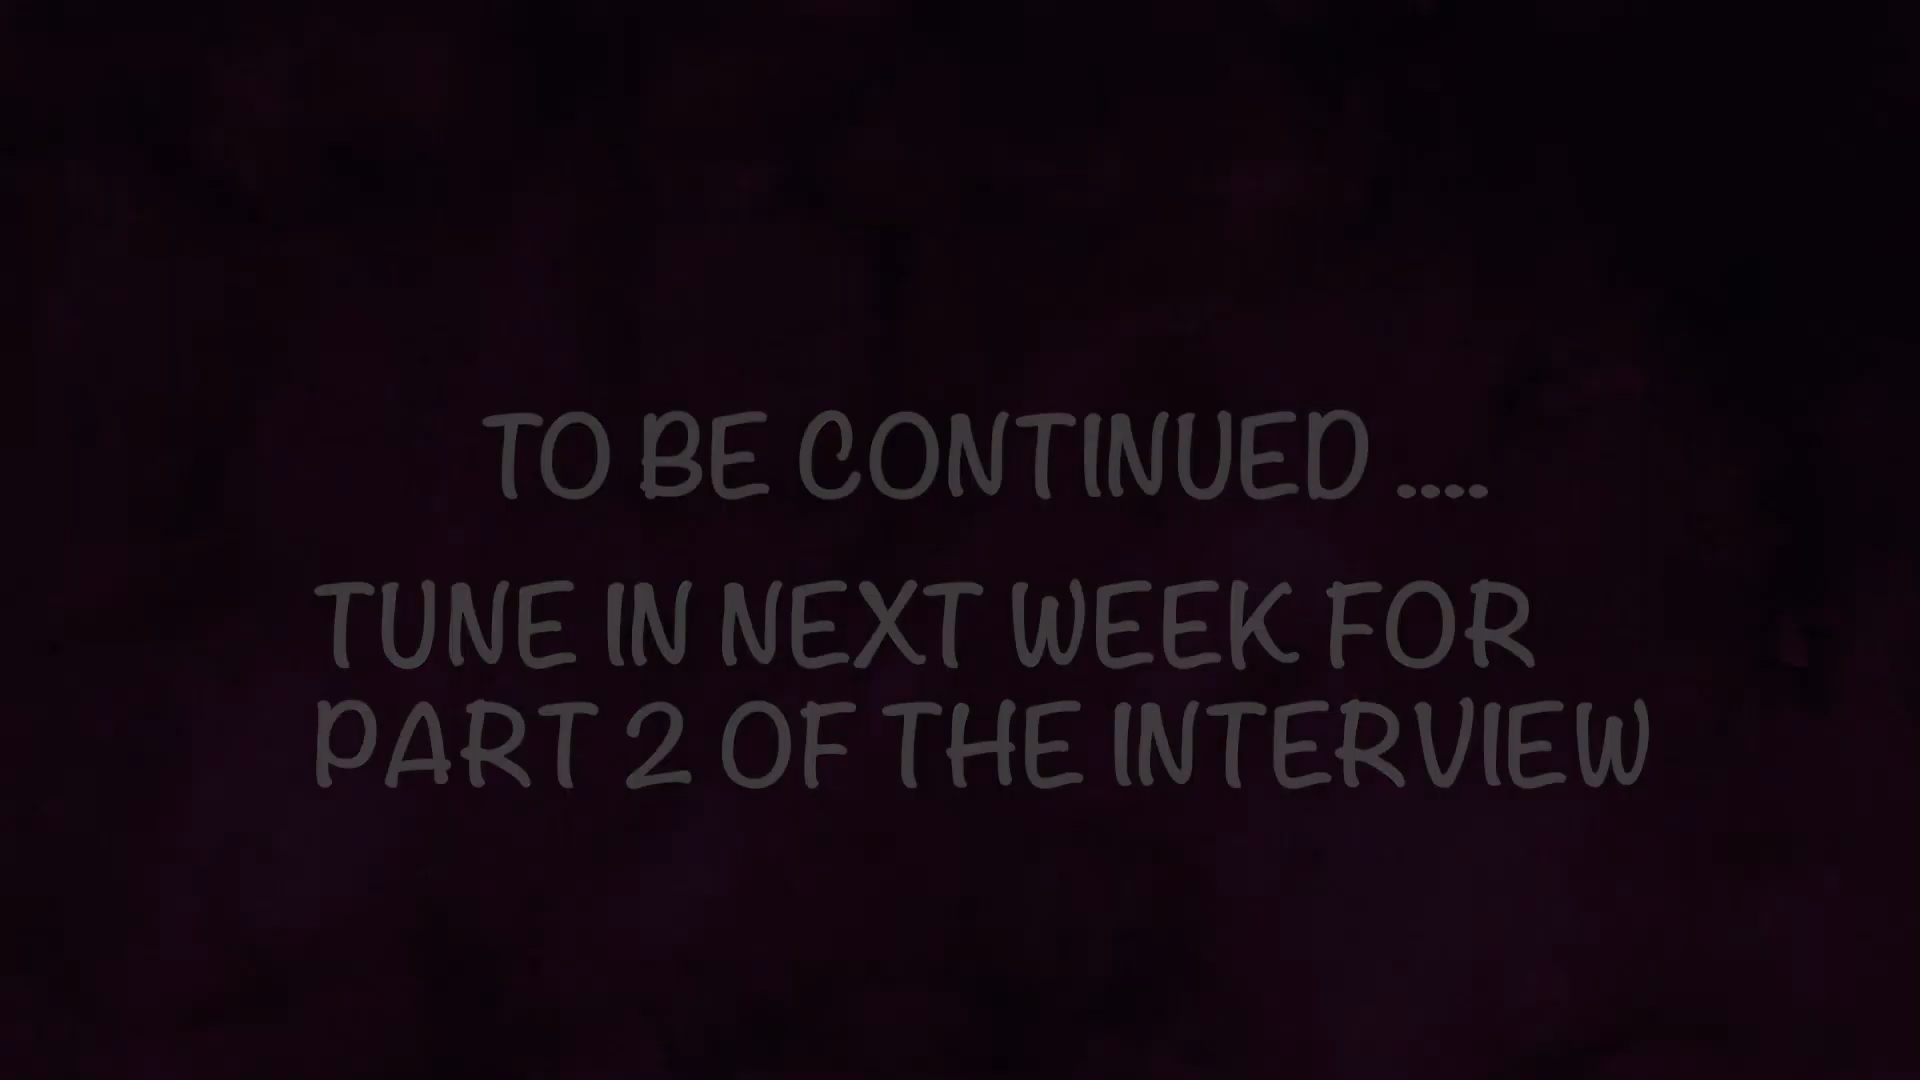 TO BE CONTINUED ....
TUNE IN NEXT WEEK FOR
PART 2 OF THE INTERVIEW